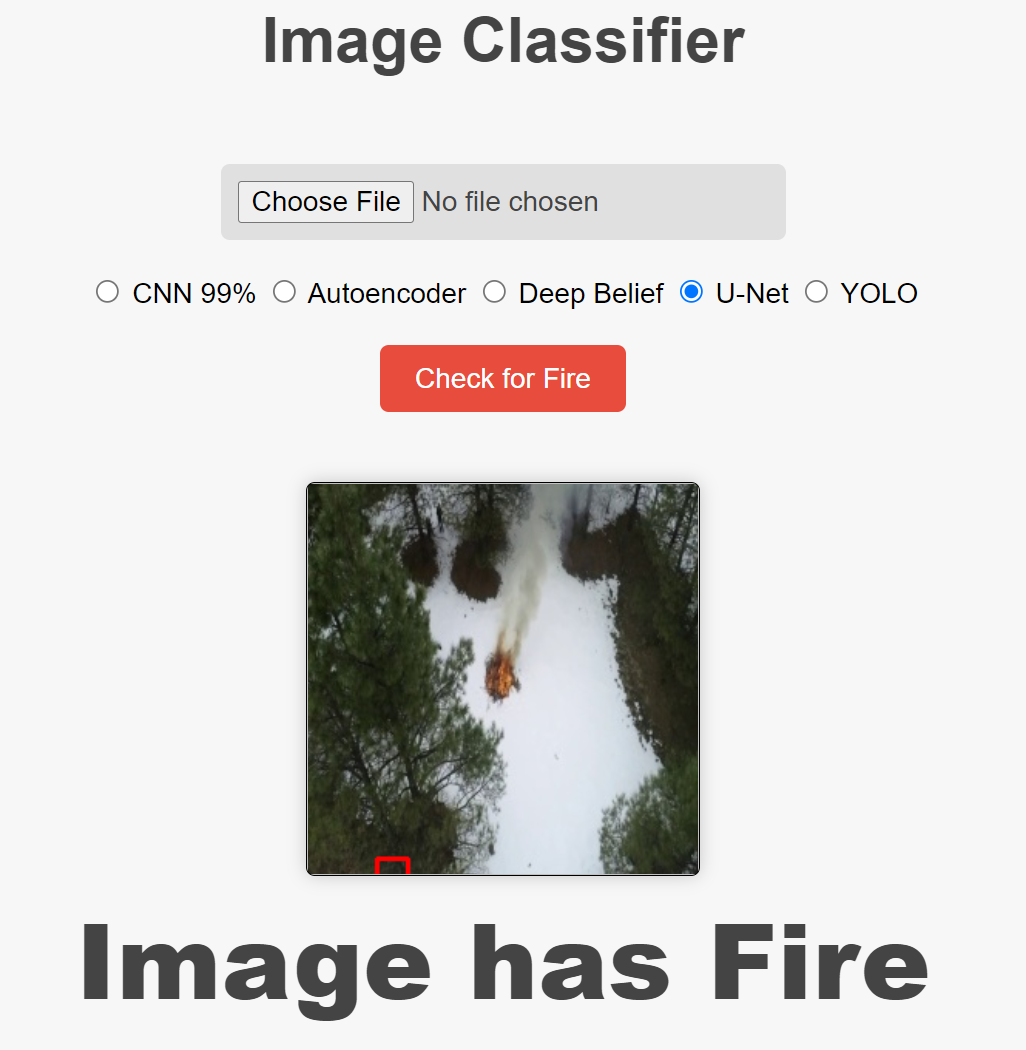 Image Classifier
Choose File No file chosen
CNN 99% Autoencoder Deep Belief U-Net YOLO
Check for Fire
Image has Fire